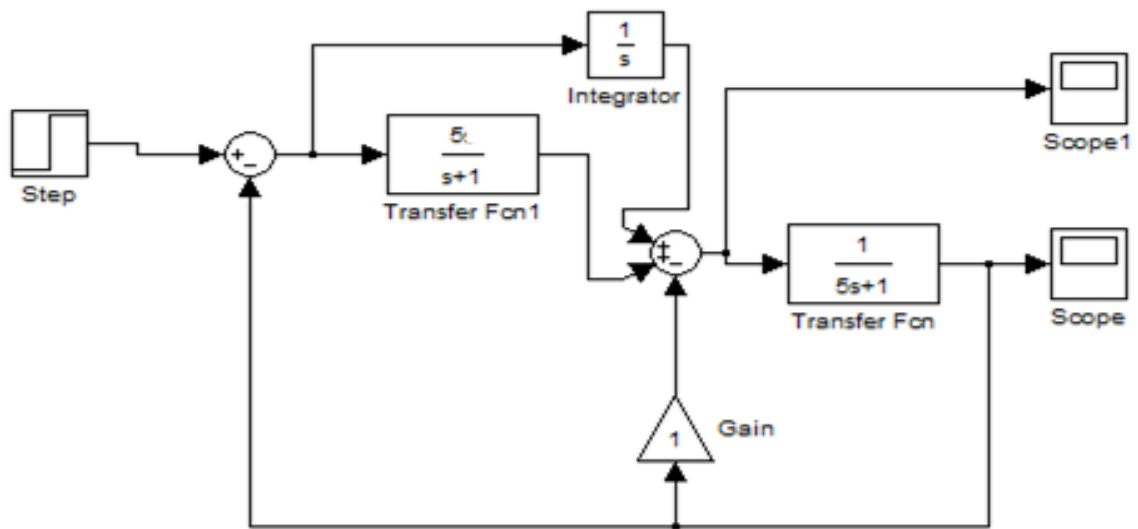 1
s
Integrator
Step
+
-
s+1
Transfer Fcn1
+
+
-
1
5s+1
Transfer Fcn
Scope1
Scope
1
Gain